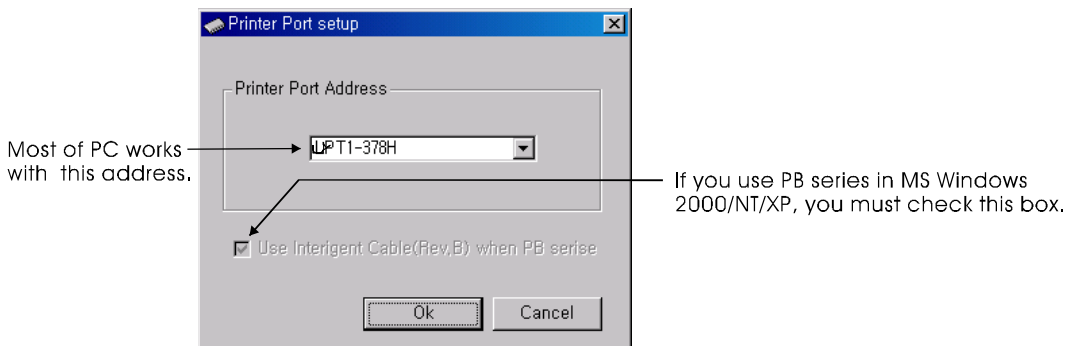 Printer Port setup
Printer Port Address
LPT1-378H
Most of PC works
with this address.
If you use PB series in MS Windows
2000/NT/XP, you must check this box.
Use Interigent Cable(Rev,B) when PB serise
Ok
Cancel